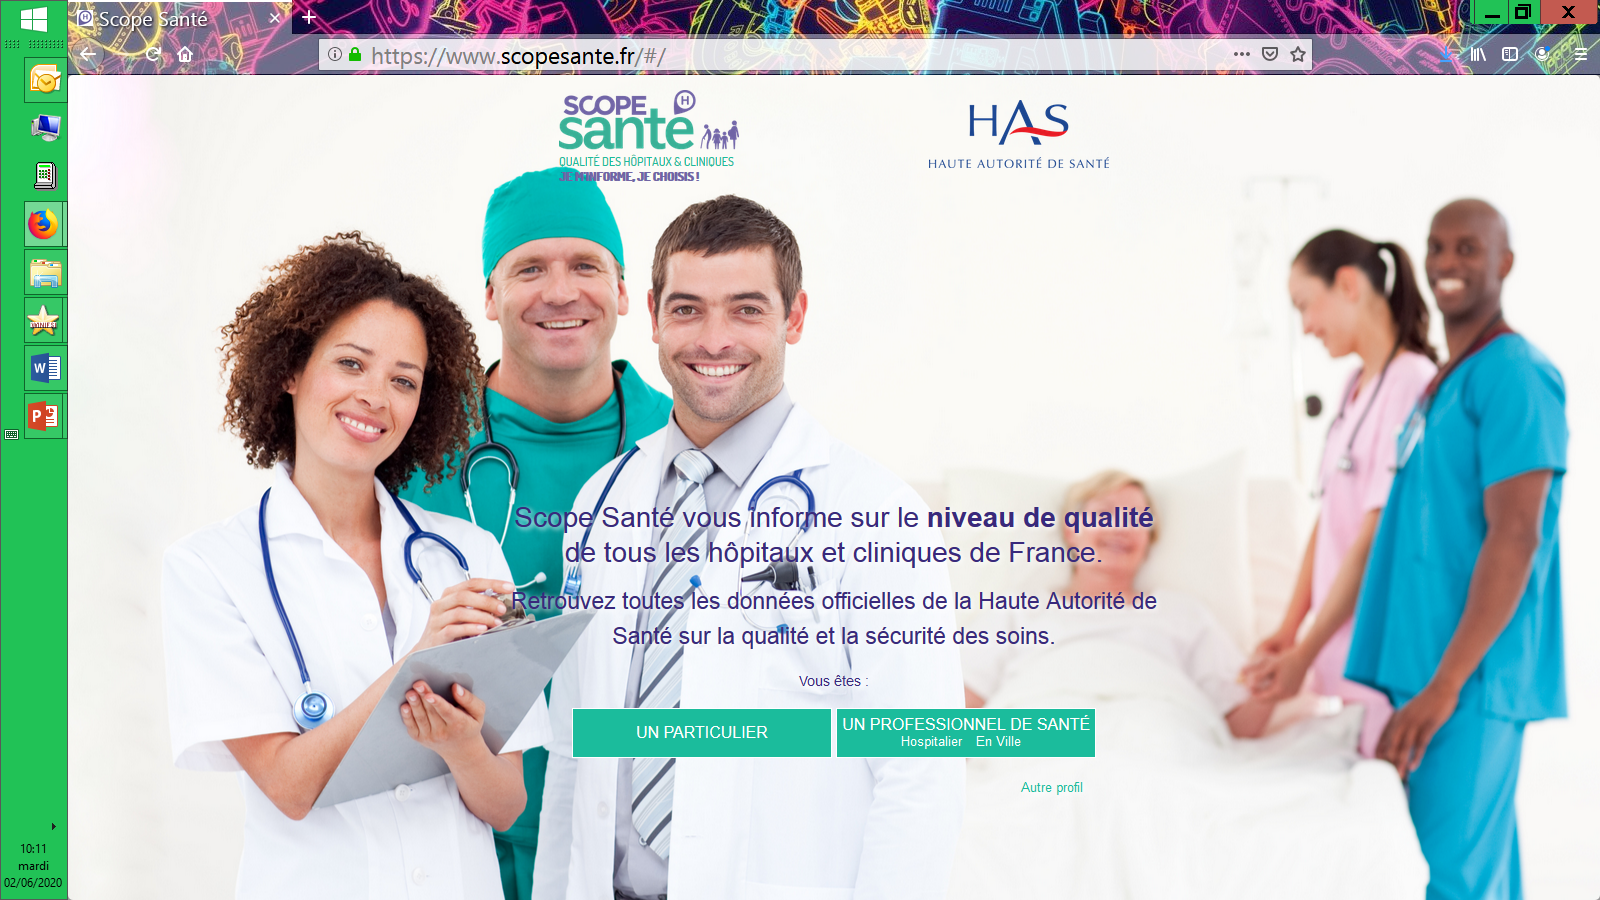 Scope Santé
https://www.scopesante.fr/#/
SCOPE
santé
QUALITÉ DES HÔPITAUX & CLINIQUES
JE M'INFORME, JE CHOISIS !
HAS
HAUTE AUTORITÉ DE SANTÉ
Scope Santé vous informe sur le niveau de qualité
de tous les hôpitaux et cliniques de France.
Retrouvez toutes les données officielles de la Haute Autorité de
Santé sur la qualité et la sécurité des soins.
Vous êtes :
UN PARTICULIER
UN PROFESSIONNEL DE SANTÉ
Hospitalier En Ville
Autre profil
10:11
mardi
02/06/2020